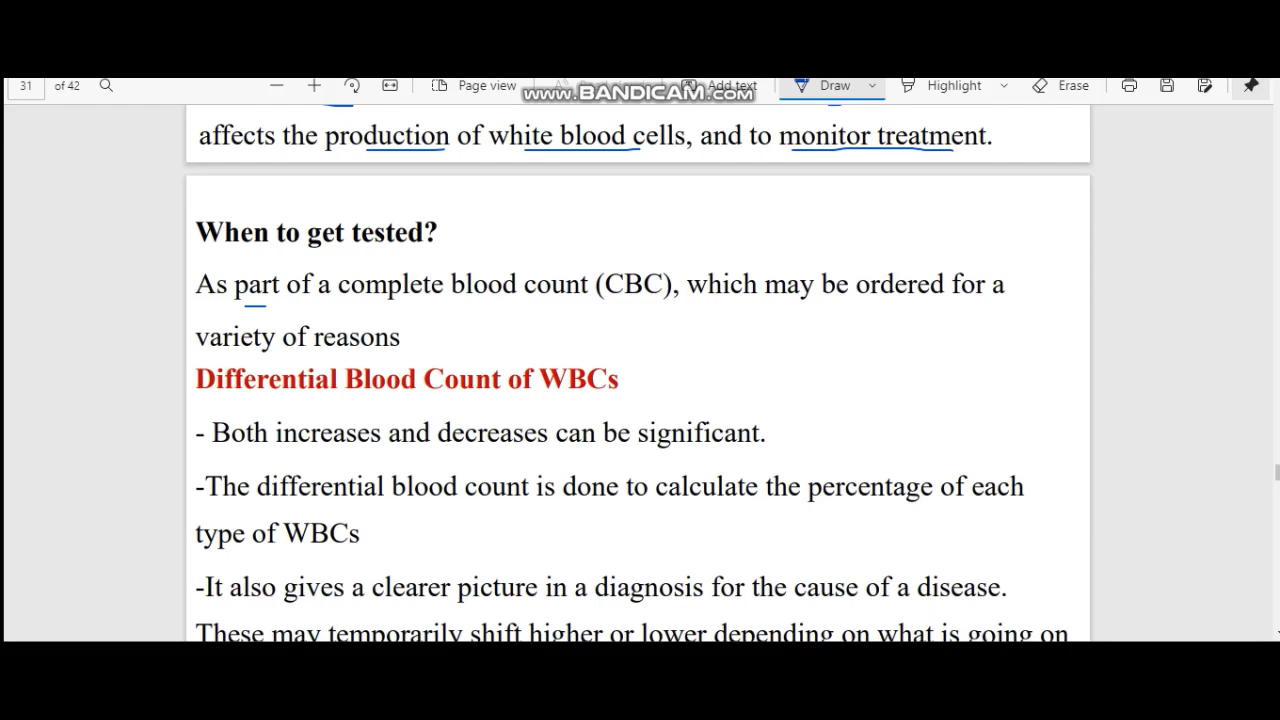 31 of 42 Page view Add text Draw Highlight Erase
www.BANDICAM.com
affects the production of white blood cells, and to monitor treatment.
When to get tested?
As part of a complete blood count (CBC), which may be ordered for a
variety of reasons
Differential Blood Count of WBCs
- Both increases and decreases can be significant.
-The differential blood count is done to calculate the percentage of each
type of WBCs
-It also gives a clearer picture in a diagnosis for the cause of a disease.
These may temporarily shift higher or lower depending on what is going on